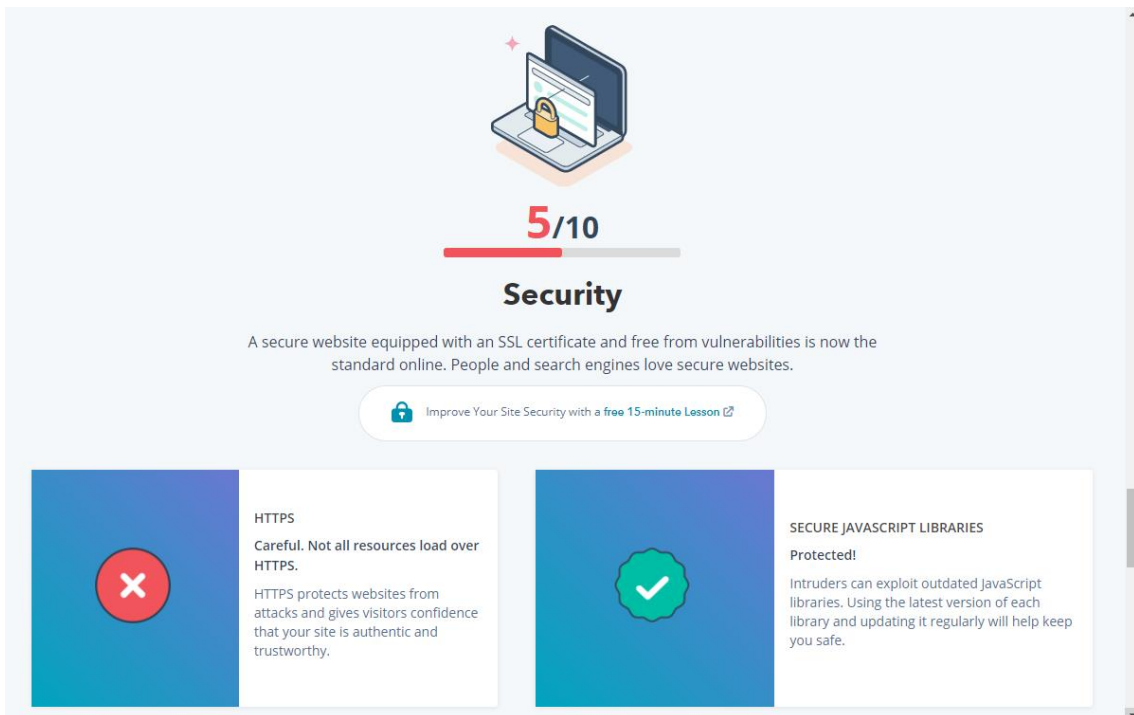 5/10
Security
A secure website equipped with an SSL certificate and free from vulnerabilities is now the
standard online. People and search engines love secure websites.
Improve Your Site Security with a free 15-minute Lesson
HTTPS
Careful. Not all resources load over
HTTPS.
HTTPS protects websites from
attacks and gives visitors confidence
that your site is authentic and
trustworthy.
SECURE JAVASCRIPT LIBRARIES
Protected!
Intruders can exploit outdated JavaScript
libraries. Using the latest version of each
library and updating it regularly will help keep
you safe.